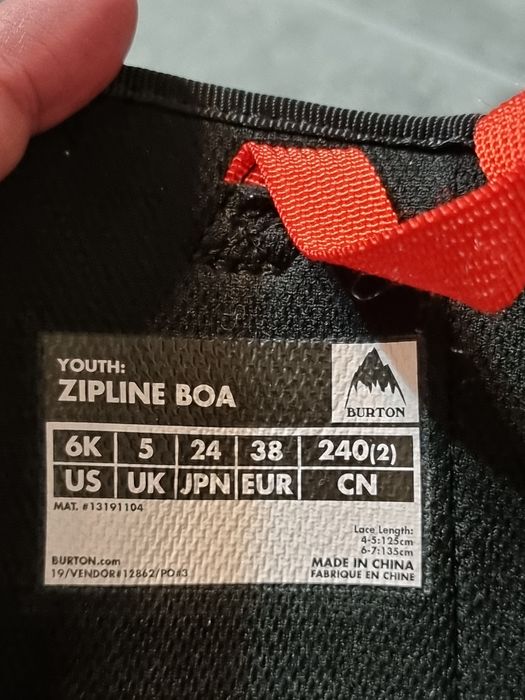 YOUTH:
ZIPLINE BOA
BURTON
6K 5 24 38 240(2)
US UK JPN EUR CN
MAT. #13191104
Lace Length:
4-5:125cm
6-7:135cm
BURTON.com
MADE IN CHINA
19/VENDOR#12862/PO#3
FABRIQUE EN CHINE